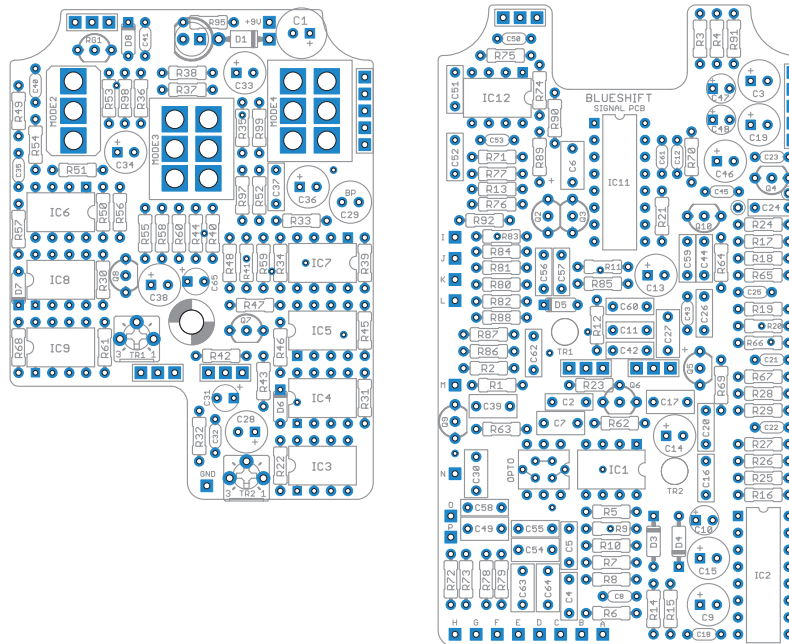 R95
+9V
C1
RG1
D8
C41
D1
C40
MODE2
R53
R98
R36
R38
R37
C33
MODE4
R49
R54
C34
MODE3
R35
R99
C35
R51
R97
R52
C37
C36
BP
C29
IC6
R50
R56
R57
R55
R58
R60
R44
R40
R33
R48
R41
R59
R34
IC7
R39
D7
IC8
R30
Q8
C38
C65
R47
R68
IC9
R61
3 1
TR1
Q7
R46
IC5
R45
R42
C31
R43
D6
IC4
R31
R32
C32
C28
R22
IC3
GND
3 1
TR2
C50
R75
R3
R4
R91
C51
IC12
R74
R90
BLUESHIFT
SIGNAL PCB
C47
C3
C48
C19
C52
C53
R71
R77
R13
R76
R89
C6
IC11
C61
C12
R70
C46
C23
Q4
C45
R92
Q2
Q3
R21
Q10
C24
I
R83
R24
J
R84
R17
K
R81
C56
C57
R11
C59
C44
R64
R18
R80
R85
C13
R65
L
R82
D5
C60
C43
C26
C25
R88
R19
R87
R12
C11
C27
R20
R86
C62
TR1
C42
R66
R2
Q5
C21
M
R1
R23
Q6
R69
R67
C39
C2
C17
R28
Q9
R63
C7
R62
R29
C20
C22
C14
R27
N
C30
OPTO
IC1
TR2
C16
R26
R25
R16
O
C58
R5
C10
P
C49
C55
R9
D3
D4
IC2
C54
C5
R10
R7
C15
R72
R73
R78
R79
C63
C64
C4
R8
C8
R14
R15
C9
R6
C18
H G F E D C B A